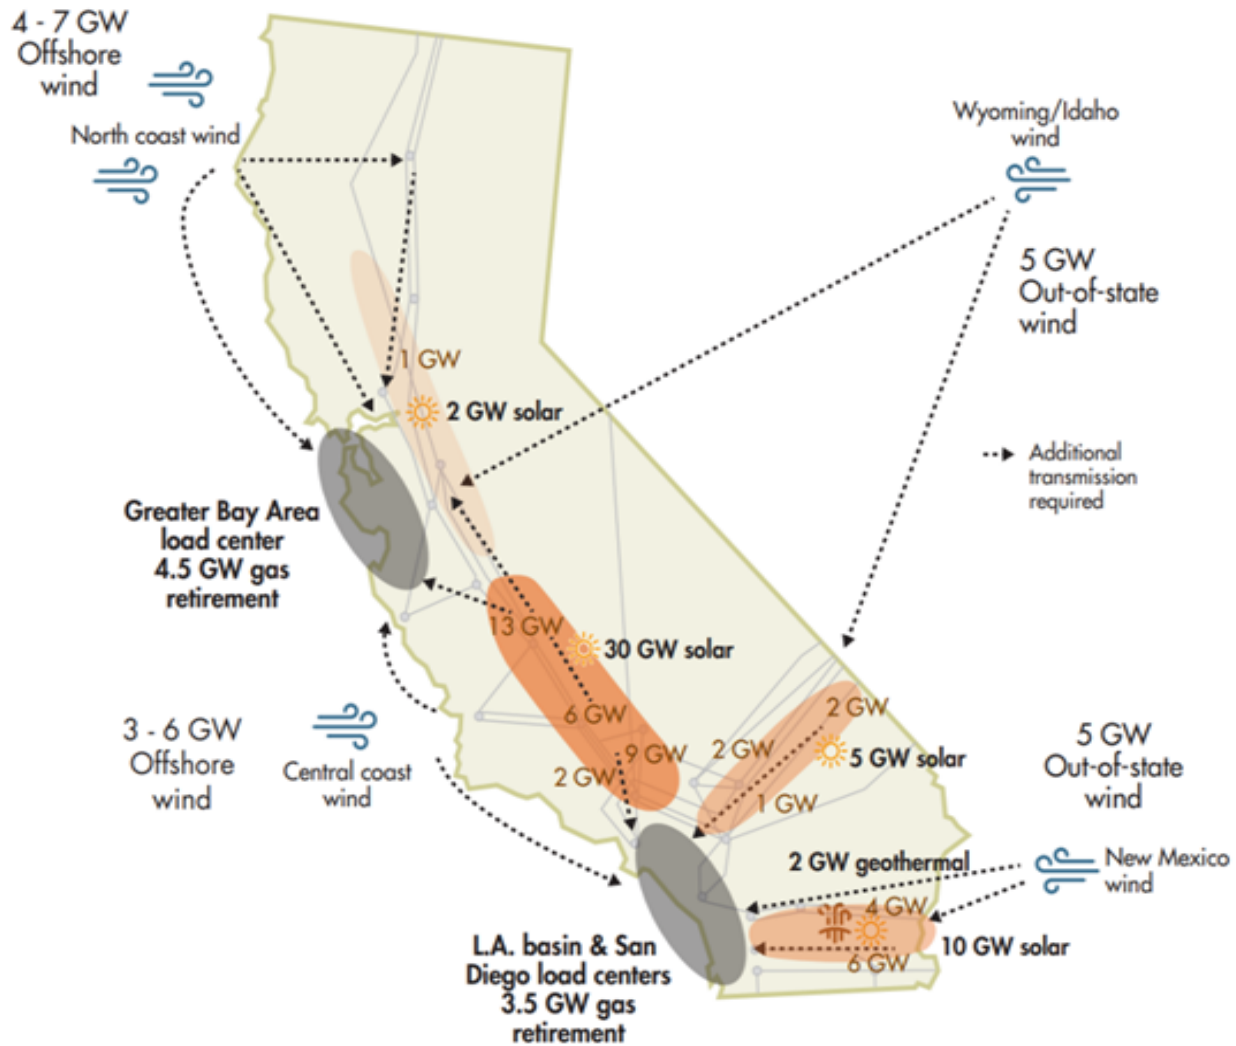 4 - 7 GW
Offshore
wind
North coast wind
Wyoming/Idaho
wind
5 GW
Out-of-state
wind
1 GW
2 GW solar
Additional
transmission
required
Greater Bay Area
load center
4.5 GW gas
retirement
13 GW
30 GW solar
6 GW
9 GW
2 GW
3 - 6 GW
Offshore
wind
Central coast
wind
2 GW
2 GW
5 GW solar
1 GW
5 GW
Out-of-state
wind
2 GW geothermal
New Mexico
wind
4 GW
10 GW solar
6 GW
L.A. basin & San
Diego load centers
3.5 GW gas
retirement